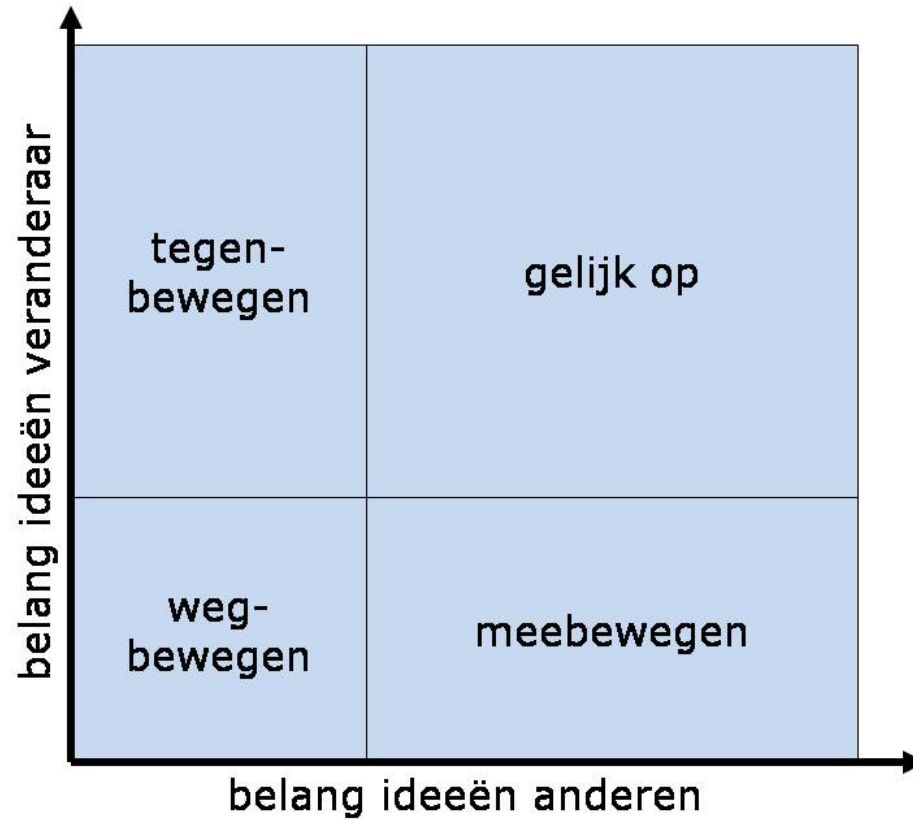 belang ideeën veranderaar
tegen-
bewegen
gelijk op
weg-
bewegen
meebewegen
belang ideeën anderen